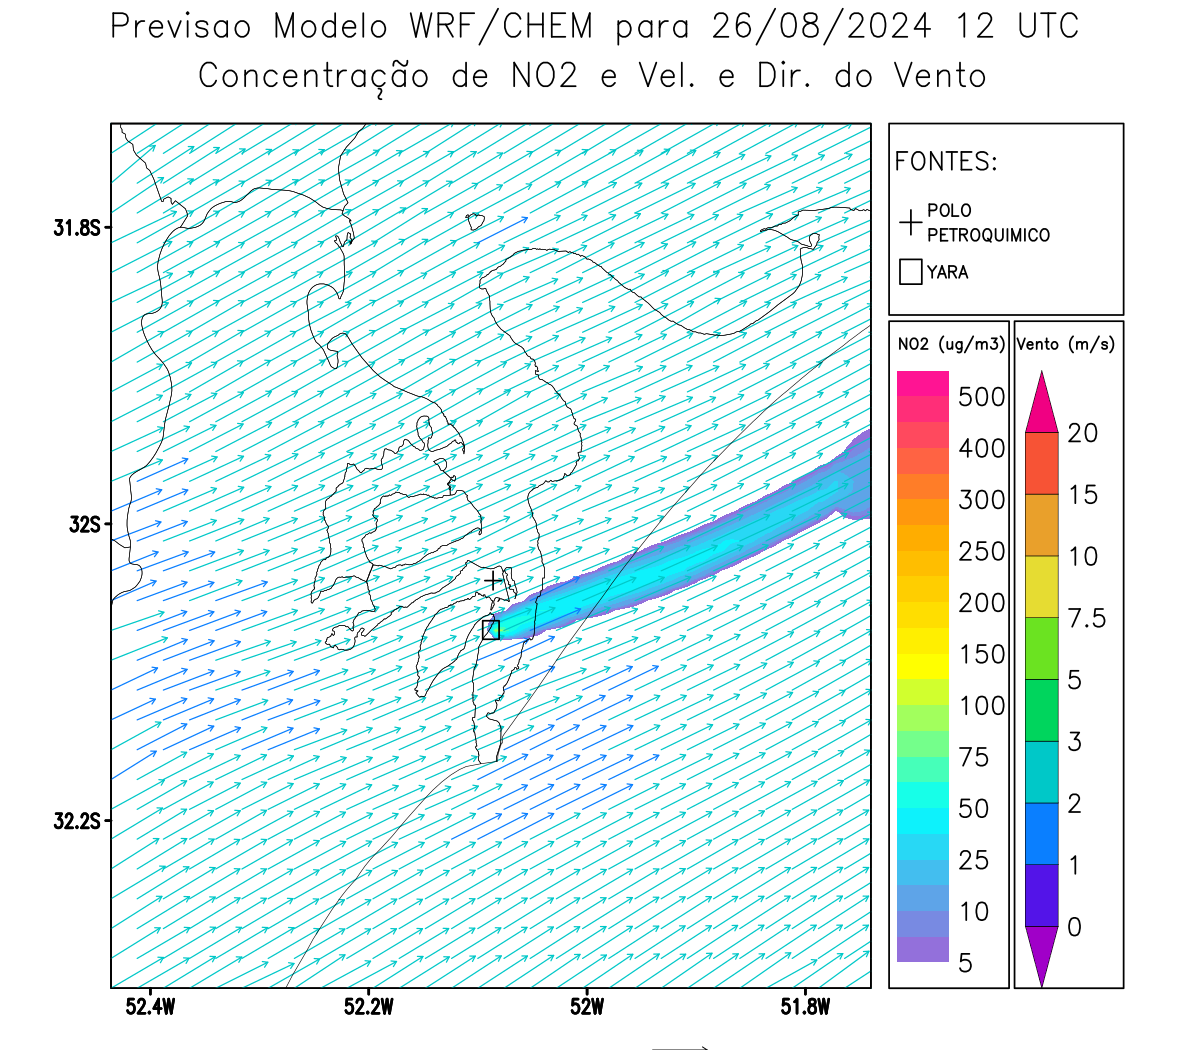 Previsao Modelo WRF/CHEM para 26/08/2024 12 UTC
Concentração de NO2 e Vel. e Dir. do Vento
FONTES:
POLO
PETROQUIMICO
YARA
NO2 (ug/m3)
500
400
300
250
200
150
100
75
50
25
10
5
Vento (m/s)
20
15
10
7.5
5
3
2
1
0
31.8S
32S
32.2S
52.4W
52.2W
52W
51.8W